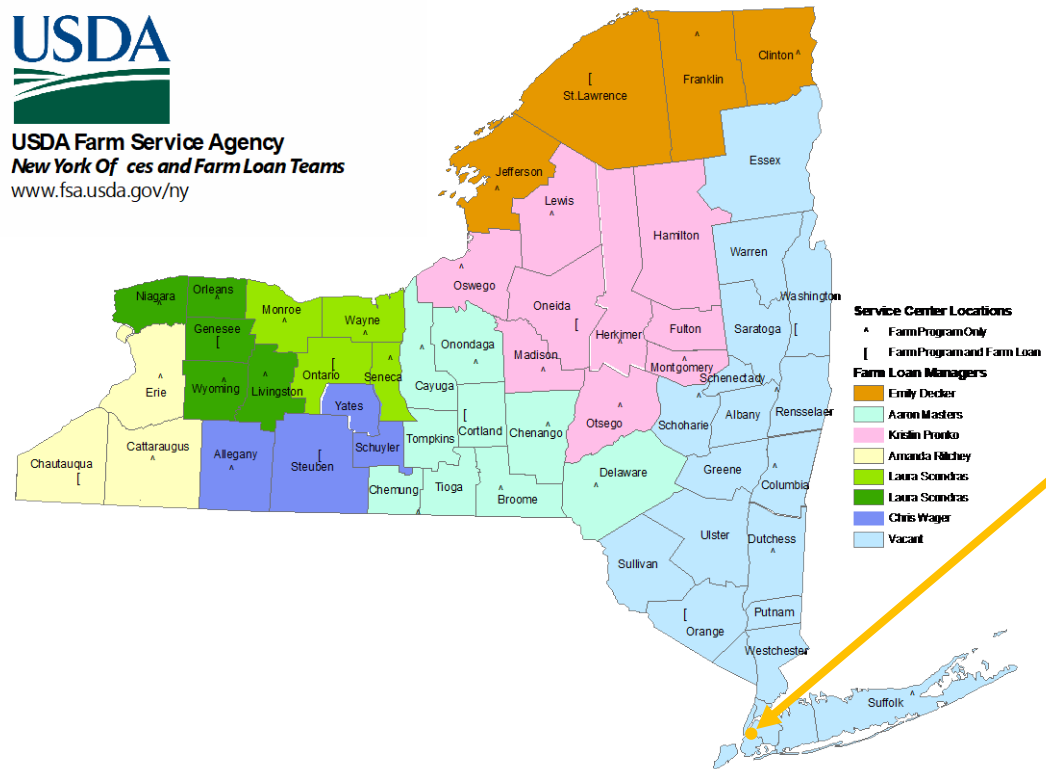 USDA
USDA Farm Service Agency
New York Of ces and Farm Loan Teams
www.fsa.usda.gov/ny
Clinton ^
^
Franklin
[
St.Lawrence
Essex
Jefferson
^
Lewis
^
Hamilton
Warren
^
Oswego
Washington
[
Niagara
^
Orleans
^
Monroe
^
Wayne
^
Oneida
[
Herkimer
^
Fulton
Saratoga
Genesee
[
Onondaga
^
Madison
^
Montgomery
^
Schenectady
Ontario
[
Seneca
^
Cayuga
^
Erie
^
Wyoming
^
Livingston
^
Yates
Otsego
^
Schoharie
^
Albany
Rensselaer
^
Cortland
[
Chenango
^
Tompkins
Cattaraugus
^
Allegany
^
Steuben
[
Schuyler
Chautauqua
[
Delaware
^
Greene
Columbia
^
Chemung
^
Tioga
Broome
^
Ulster
Dutchess
^
Sullivan
Putnam
[
Orange
Westchester
Suffolk
^
Service Center Locations
^ Farm Program Only
[ Farm Program and Farm Loan
Farm Loan Managers
Emily Decker
Aaron Masters
Kristin Pronko
Amanda Ritchey
Laura Scundras
Laura Scundras
Chris Wager
Vacant